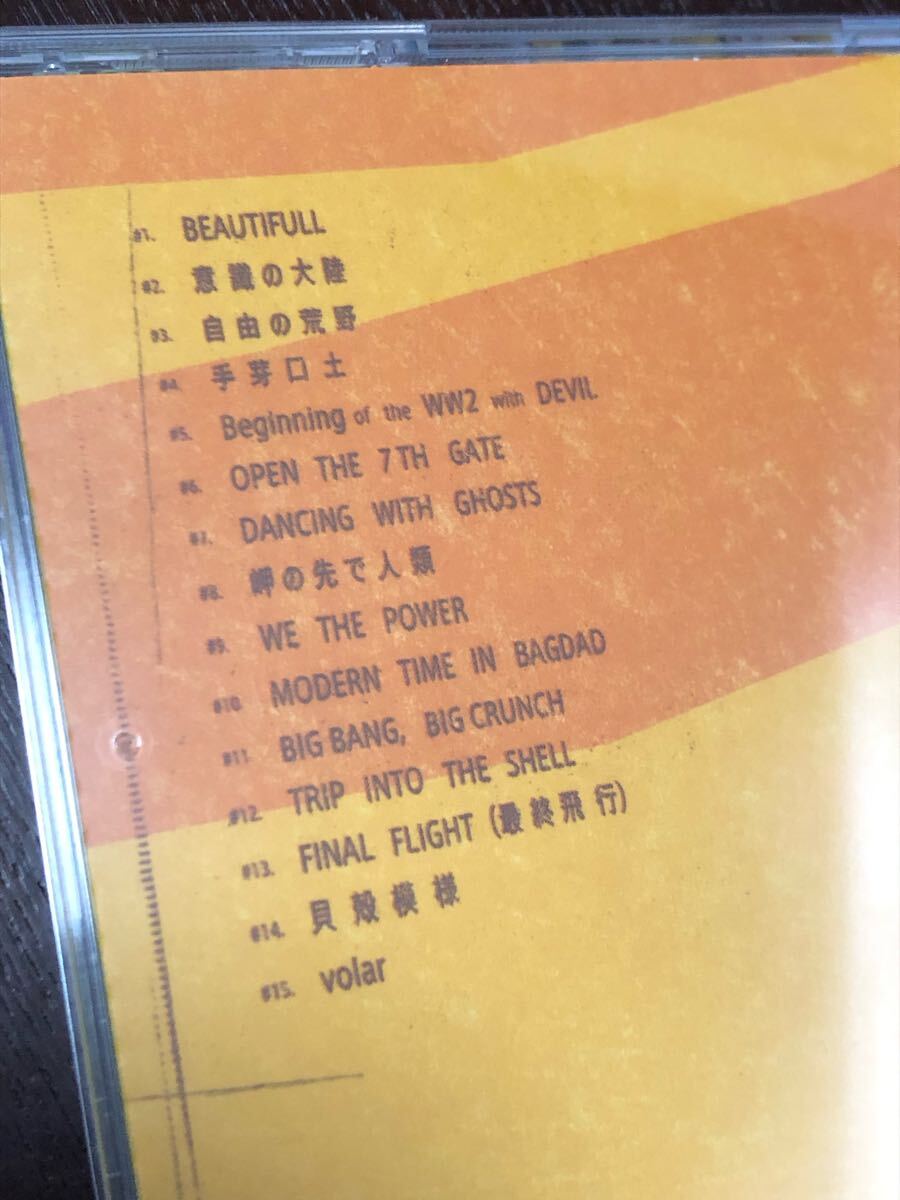 #1. BEAUTIFULL
#2. 意識の大陸
#3. 自由の荒野
#4. 手芽口土
#5. Beginning of the WW2 with DEVIL
#6. OPEN THE 7TH GATE
#7. DANCING WITH GHOSTS
#8. 岬の先で人類
#9. WE THE POWER
#10. MODERN TIME IN BAGDAD
#11. BIG BANG, BIG CRUNCH
#12. TRIP INTO THE SHELL
#13. FINAL FLIGHT (最終飛行)
#14. 貝殻模様
#15. volar